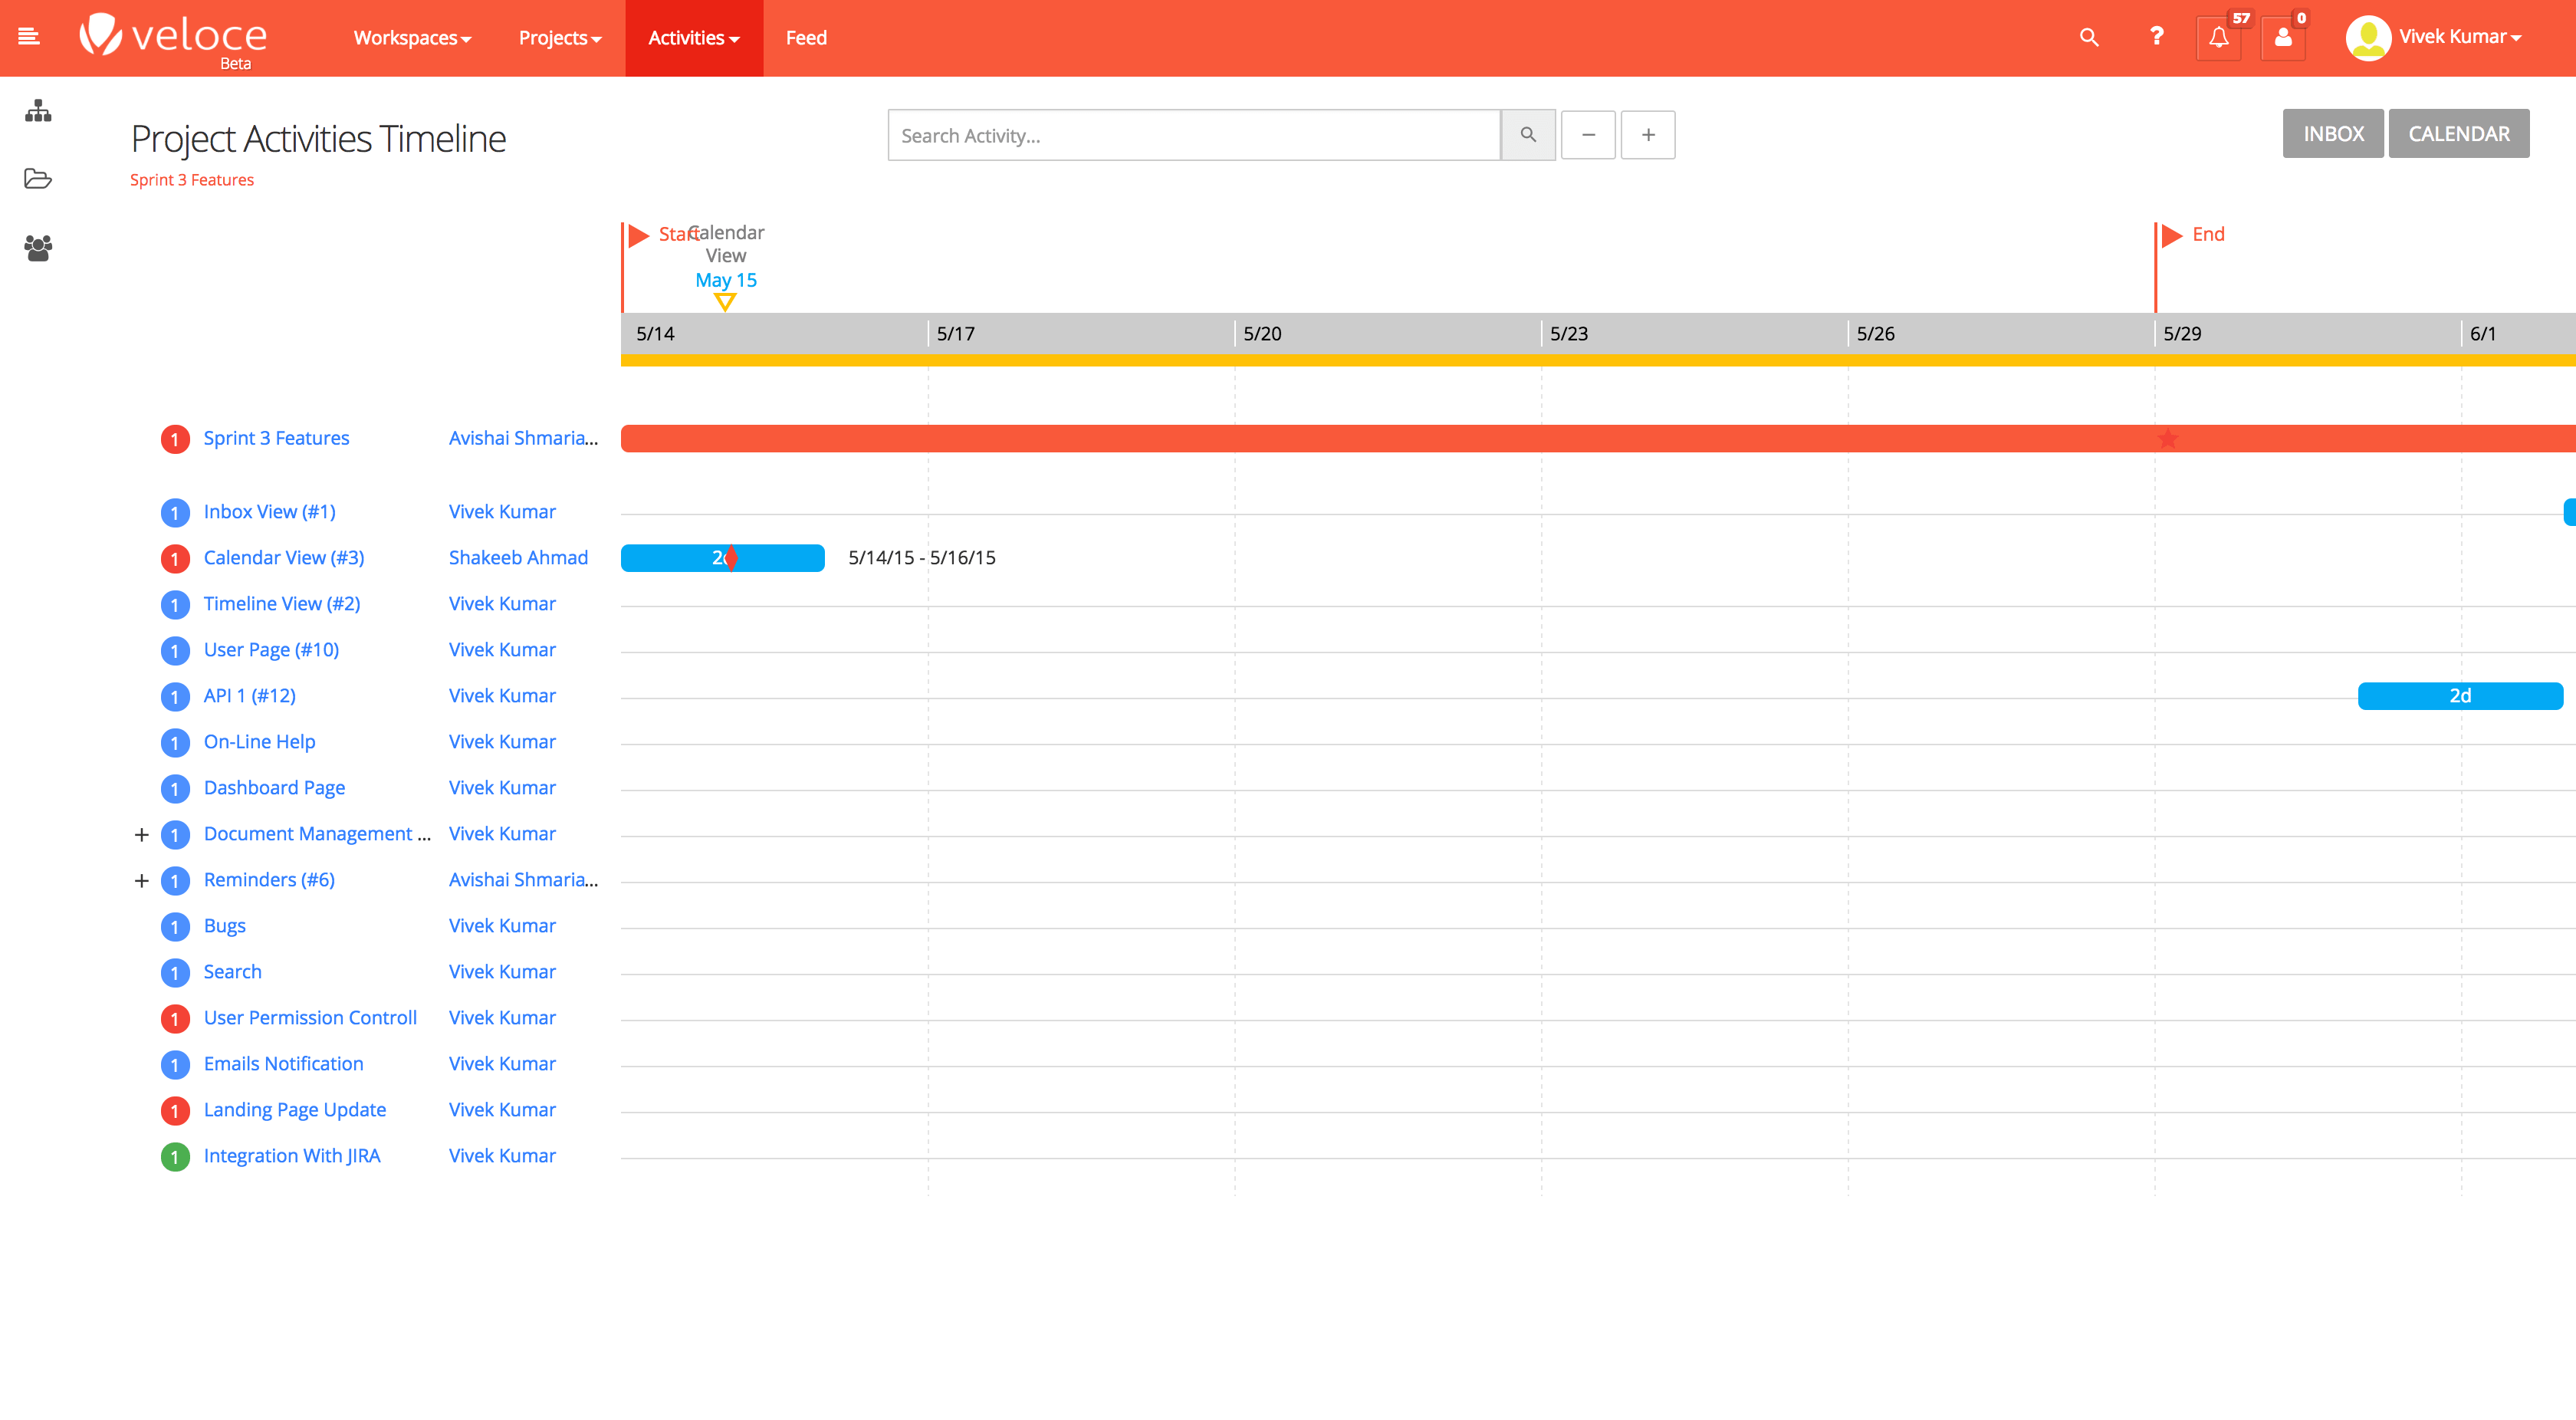 veloce
Beta
Workspaces
Projects
Activities
Feed
?
57
0
Vivek Kumar
Project Activities Timeline
Sprint 3 Features
Search Activity...
−
+
INBOX
CALENDAR
Start
Calendar
View
May 15
End
5/14
5/17
5/20
5/23
5/26
5/29
6/1
1 Sprint 3 Features Avishai Shmaria...
1 Inbox View (#1) Vivek Kumar
1 Calendar View (#3) Shakeeb Ahmad 5/14/15 - 5/16/15
1 Timeline View (#2) Vivek Kumar
1 User Page (#10) Vivek Kumar
1 API 1 (#12) Vivek Kumar 2d
1 On-Line Help Vivek Kumar
1 Dashboard Page Vivek Kumar
+ 1 Document Management ... Vivek Kumar
+ 1 Reminders (#6) Avishai Shmaria...
1 Bugs Vivek Kumar
1 Search Vivek Kumar
1 User Permission Controll Vivek Kumar
1 Emails Notification Vivek Kumar
1 Landing Page Update Vivek Kumar
1 Integration With JIRA Vivek Kumar